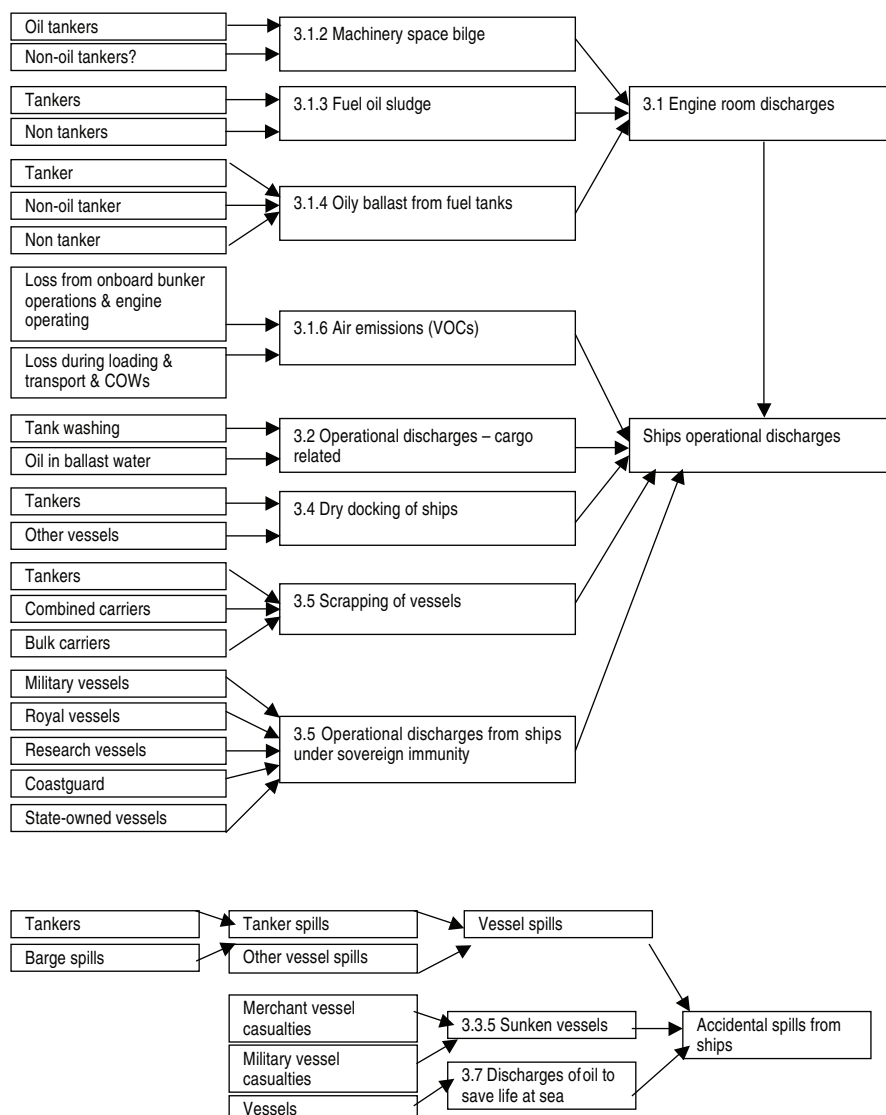 Oil tankers
Non-oil tankers?
3.1.2 Machinery space bilge
Tankers
Non tankers
3.1.3 Fuel oil sludge
3.1 Engine room discharges
Tanker
Non-oil tanker
Non tanker
3.1.4 Oily ballast from fuel tanks
Loss from onboard bunker
operations & engine
operating
Loss during loading &
transport & COWs
3.1.6 Air emissions (VOCs)
Tank washing
Oil in ballast water
3.2 Operational discharges – cargo
related
Ships operational discharges
Tankers
Other vessels
3.4 Dry docking of ships
Tankers
Combined carriers
Bulk carriers
3.5 Scrapping of vessels
Military vessels
Royal vessels
Research vessels
Coastguard
State-owned vessels
3.5 Operational discharges from ships
under sovereign immunity
Tankers
Barge spills
Tanker spills
Other vessel spills
Vessel spills
Merchant vessel
casualties
Military vessel
casualties
Vessels
3.3.5 Sunken vessels
3.7 Discharges of oil to
save life at sea
Accidental spills from
ships